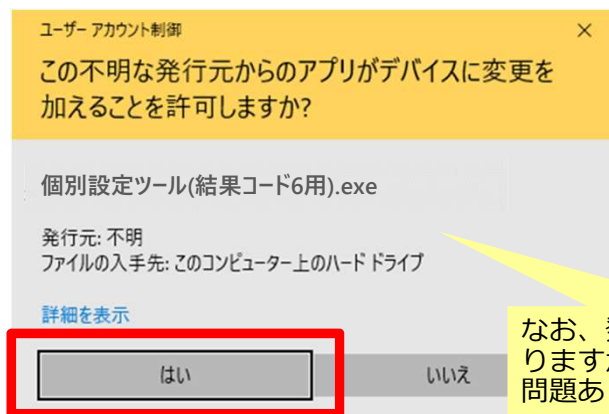 ユーザー アカウント制御
この不明な発行元からのアプリがデバイスに変更を
加えることを許可しますか?
個別設定ツール(結果コード6用).exe
発行元: 不明
ファイルの入手先: このコンピューター上のハード ドライブ
詳細を表示
はい
いいえ
なお、
ります
問題あ